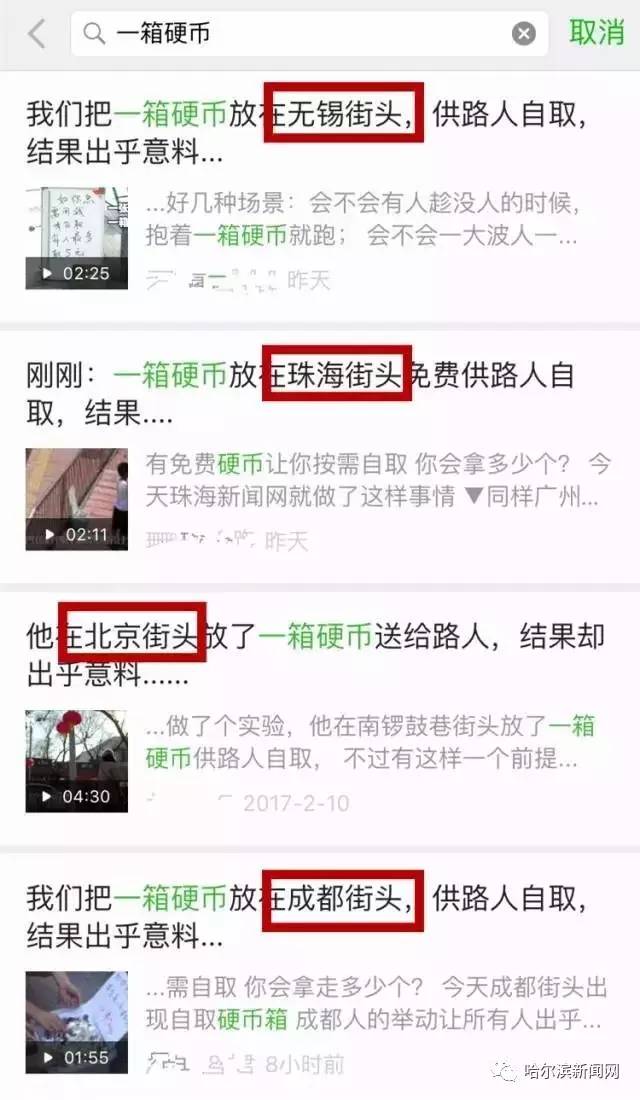 一箱硬币
取消
我们把一箱硬币放在无锡街头，供路人自取，
结果出乎意料...
...好几种场景：会不会有人趁没人的时候，
抱着一箱硬币就跑；会不会一大波人一...
02:25
昨天
刚刚：一箱硬币放在珠海街头免费供路人自
取，结果....
有免费硬币让你按需自取 你会拿多少个？ 今
天珠海新闻网就做了这样事情 ▼同样广州...
02:11
昨天
他在北京街头放了一箱硬币送给路人，结果却
出乎意料......
...做了个实验，他在南锣鼓巷街头放了一箱
硬币供路人自取， 不过有这样一个前提...
04:30
2017-2-10
我们把一箱硬币放在成都街头，供路人自取，
结果出乎意料...
...需自取 你会拿走多少个？ 今天成都街头出
现自取硬币箱 成都人的举动让所有人出乎...
01:55
8小时前
哈尔滨新闻网